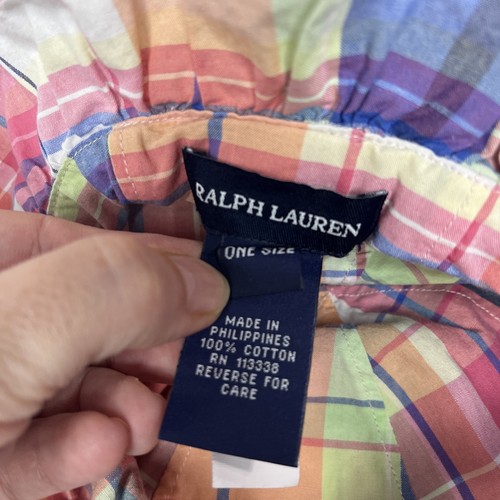 RALPH LAUREN
ONE SIZE
MADE IN
PHILIPPINES
100% COTTON
RN 113338
REVERSE FOR
CARE